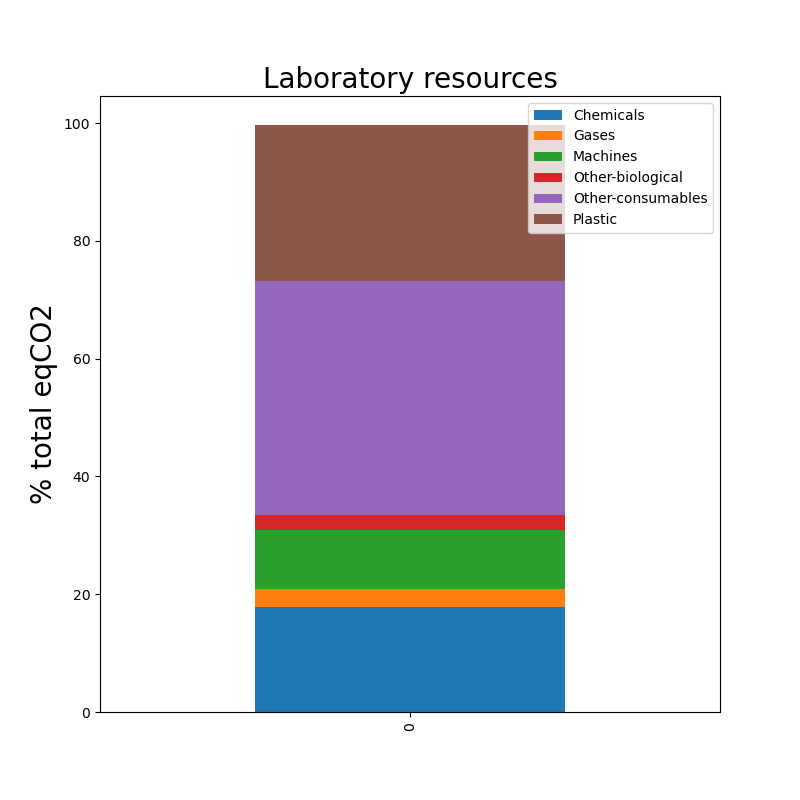 Laboratory resources
% total eqCO2
100
80
60
40
20
0
0
Chemicals
Gases
Machines
Other-biological
Other-consumables
Plastic